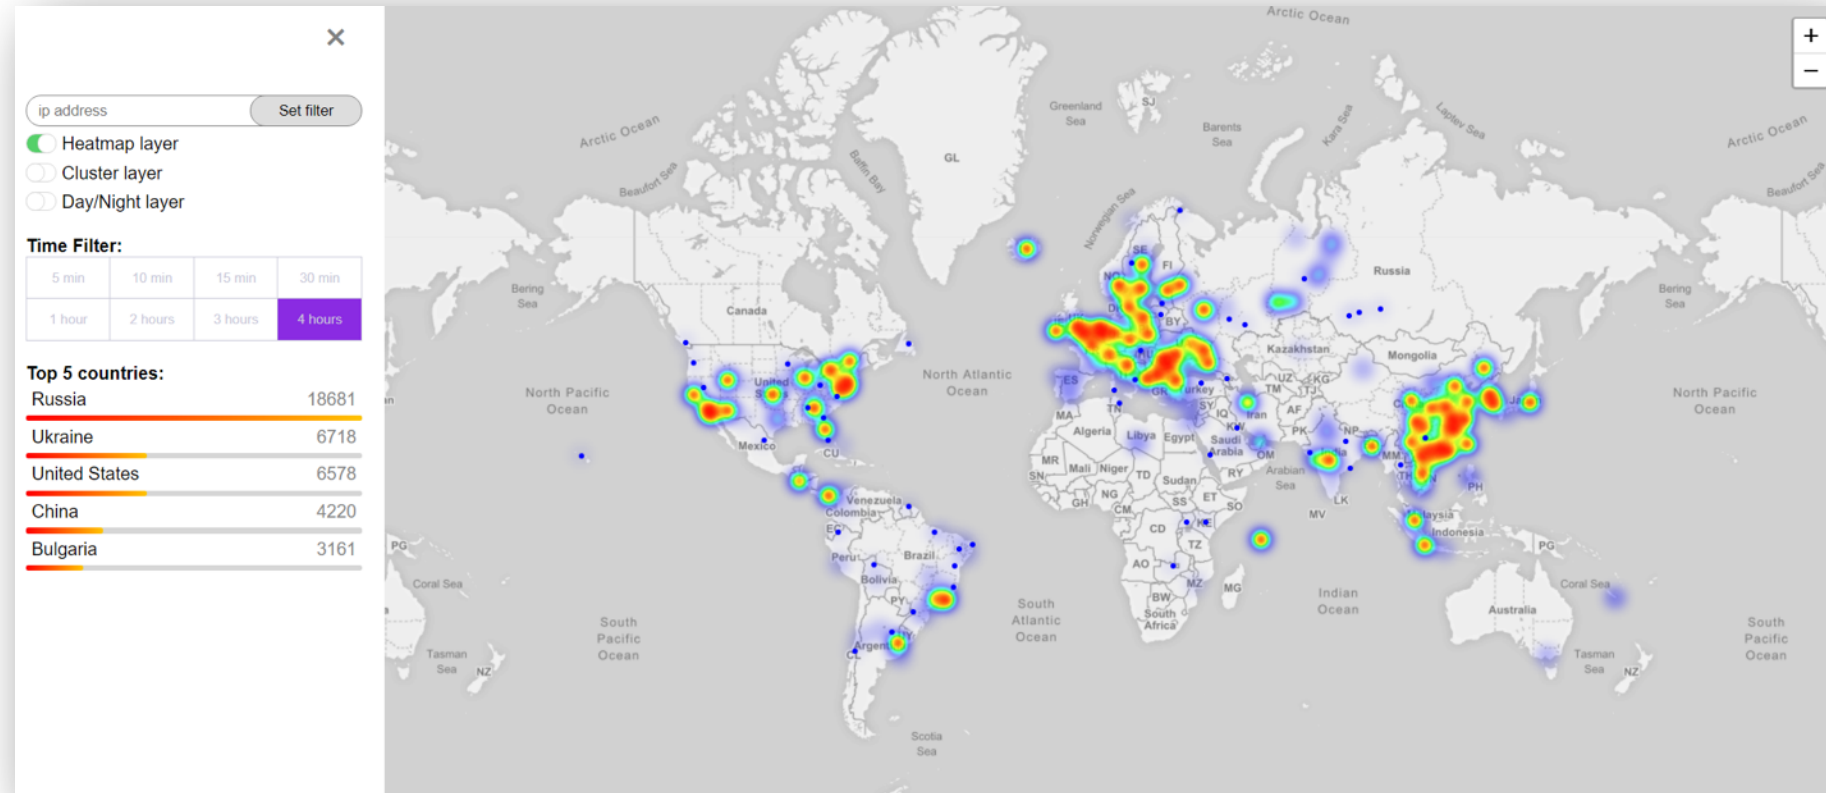 ×
ip address
Set filter
Heatmap layer
Cluster layer
Day/Night layer
Time Filter:
5 min
10 min
15 min
30 min
1 hour
2 hours
3 hours
4 hours
Top 5 countries:
Russia 18681
Ukraine 6718
United States 6578
China 4220
Bulgaria 3161
+
−
Arctic Ocean
Arctic Ocean
Arctic Ocean
Greenland
Sea
SJ
Barents
Sea
Kara Sea
Laptev Sea
Beaufort Sea
Beaufort Sea
Baffin Bay
GL
Norwegian Sea
Bering
Sea
Bering
Sea
Canada
Russia
SE
FI
NO
BY
Kazakhstan
Mongolia
North Pacific
Ocean
North Atlantic
Ocean
North Pacific
Ocean
United
ES
GR
UZ
KG
TM
TJ
MA
TN
SY
IQ
Iran
AF
PK
NP
Mexico
CU
Algeria
Libya
Egypt
KW
Saudi
Arabia
OM
MM
TH
PH
MR
Mali
Niger
TD
Sudan
RY
Arabian
Sea
SN
GH
NG
CM
SS
ET
SO
LK
MV
Venezuela
Colombia
EC
Peru
Brazil
Bolivia
PY
UY
CL
CD
KE
TZ
AO
MZ
MG
BW
South
Africa
Indonesia
PG
PG
Coral Sea
Coral Sea
Indian
Ocean
South
Atlantic
Ocean
South
Pacific
Ocean
South
Pacific
Ocean
Australia
Tasman
Sea
Tasman
Sea
NZ
NZ
Scotia
Sea